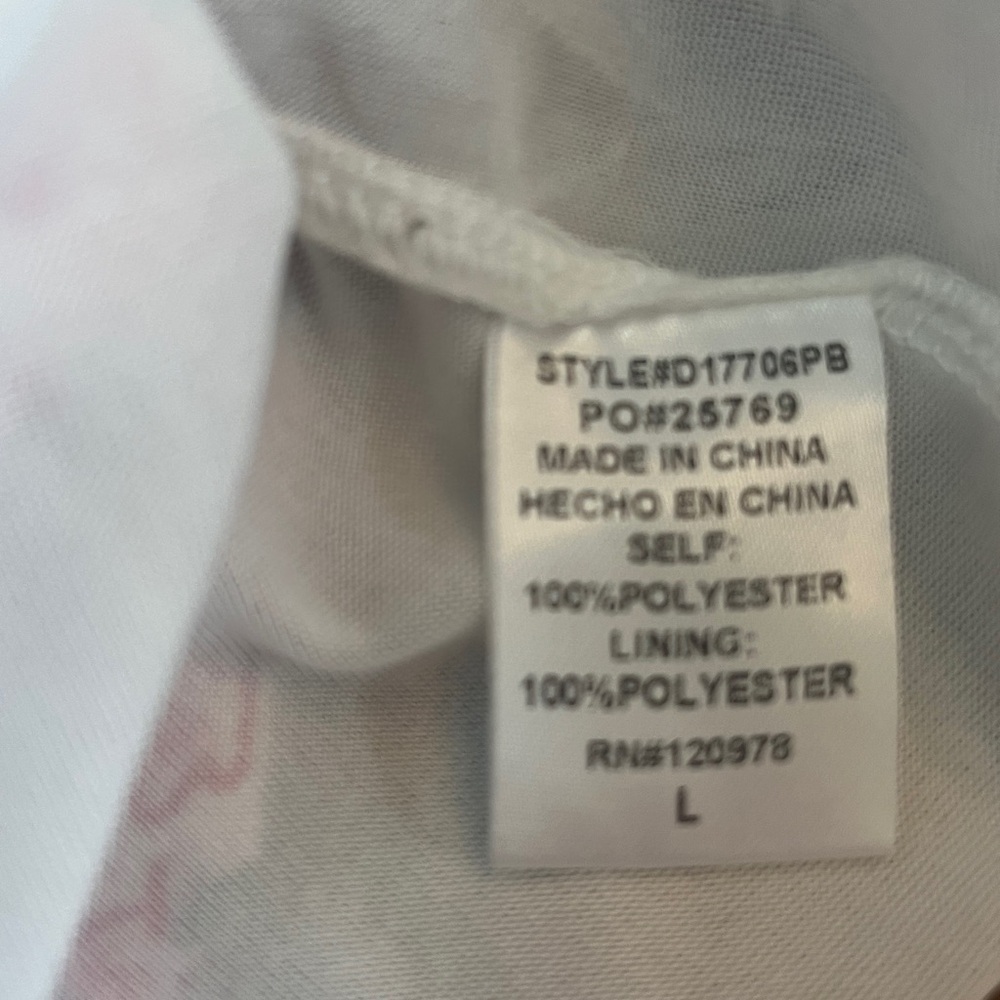 STYLE#D17706PB
PO#25769
MADE IN CHINA
HECHO EN CHINA
SELF:
100%POLYESTER
LINING:
100%POLYESTER
RN#120978
L